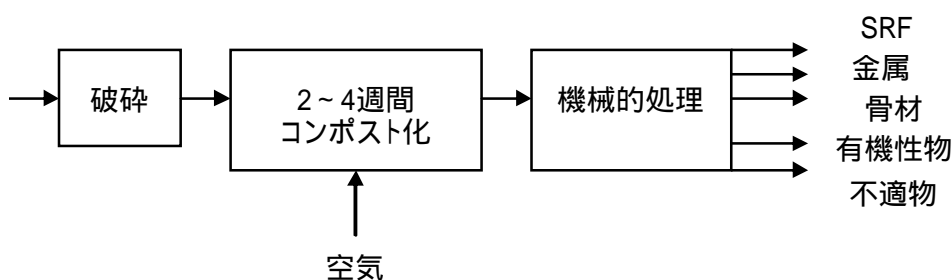 破砕
2～4週間
コンポスト化
機械的処理
SRF
金属
骨材
有機性物
不適物
空気